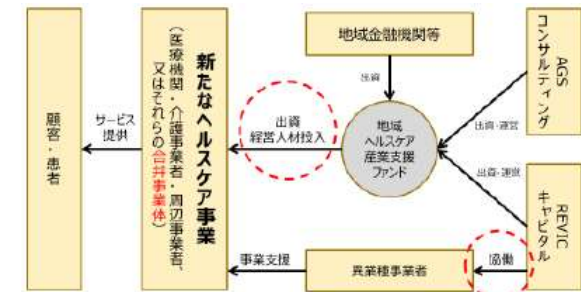 顧客・患者
サービス
提供
新たなヘルスケア事業
（医療機関・介護事業者・周辺事業者、
又はそれらの合弁事業体）
出資
経営人材投入
事業支援
地域金融機関等
出資
地域
ヘルスケア
産業支援
ファンド
異業種事業者
出資・運営
出資・運営
協働
AGS
コンサルティング
REVIC
キャピタル